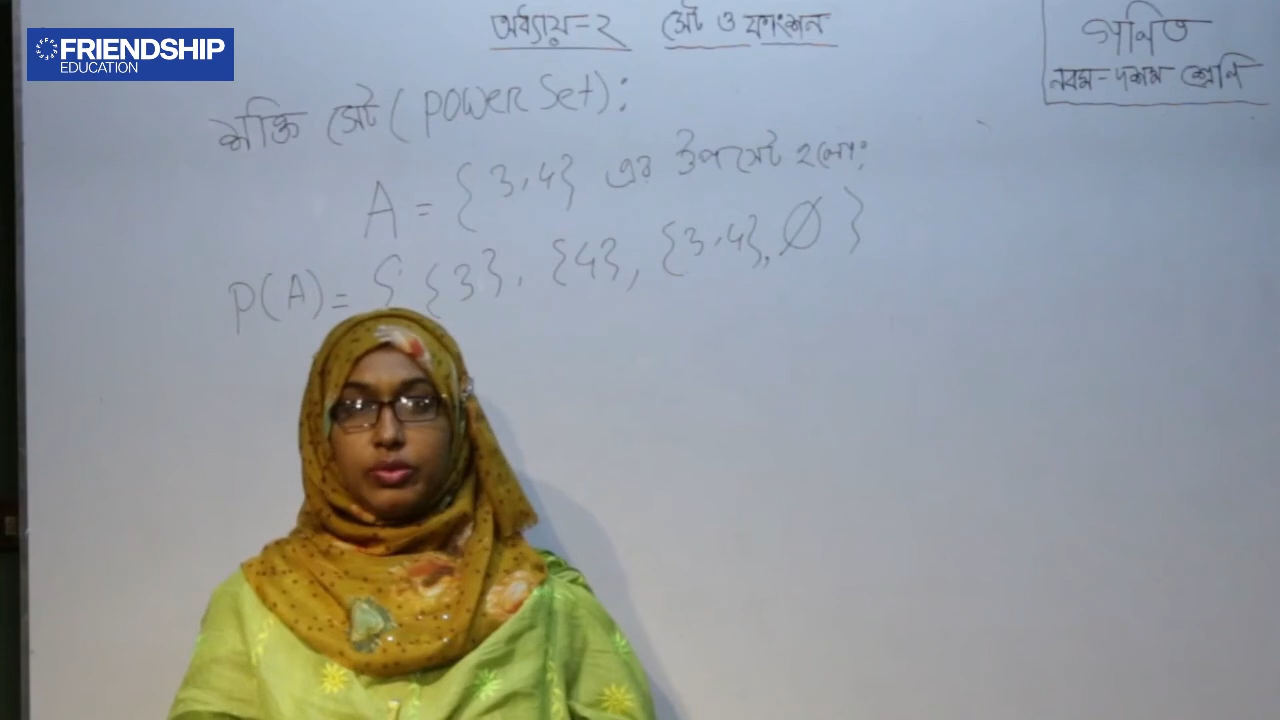 FRIENDSHIP
EDUCATION
অধ্যায়-২ সেট ও ফাংশন
গণিত
নবম-দশম শ্রেণি
শক্তি সেট (Power Set):
A = {3,4} এর উপসেট হলো:
P(A) = { {3}, {4}, {3,4}, Ø }